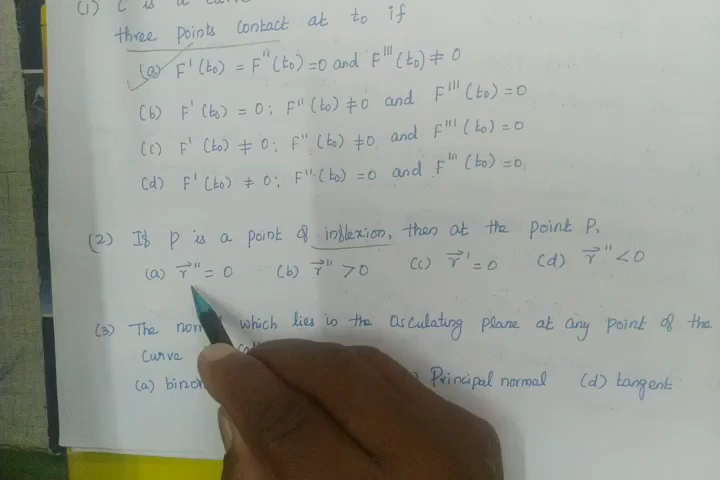 (1) C is a curve
three points contact at t₀ if
(a) F'(t₀) = F''(t₀) = 0 and F'''(t₀) ≠ 0
(b) F'(t₀) = 0; F''(t₀) ≠ 0 and F'''(t₀) = 0
(c) F'(t₀) ≠ 0; F''(t₀) ≠ 0 and F'''(t₀) = 0
(d) F'(t₀) ≠ 0; F''(t₀) = 0 and F'''(t₀) = 0
(2) If P is a point of inflexion, then at the point P,
(a) r⃗'' = 0 (b) r⃗'' > 0 (c) r⃗' = 0 (d) r⃗'' < 0
(3) The which lies in the Osculating plane at any point of the
curve
(a) Principal normal (d) tangent